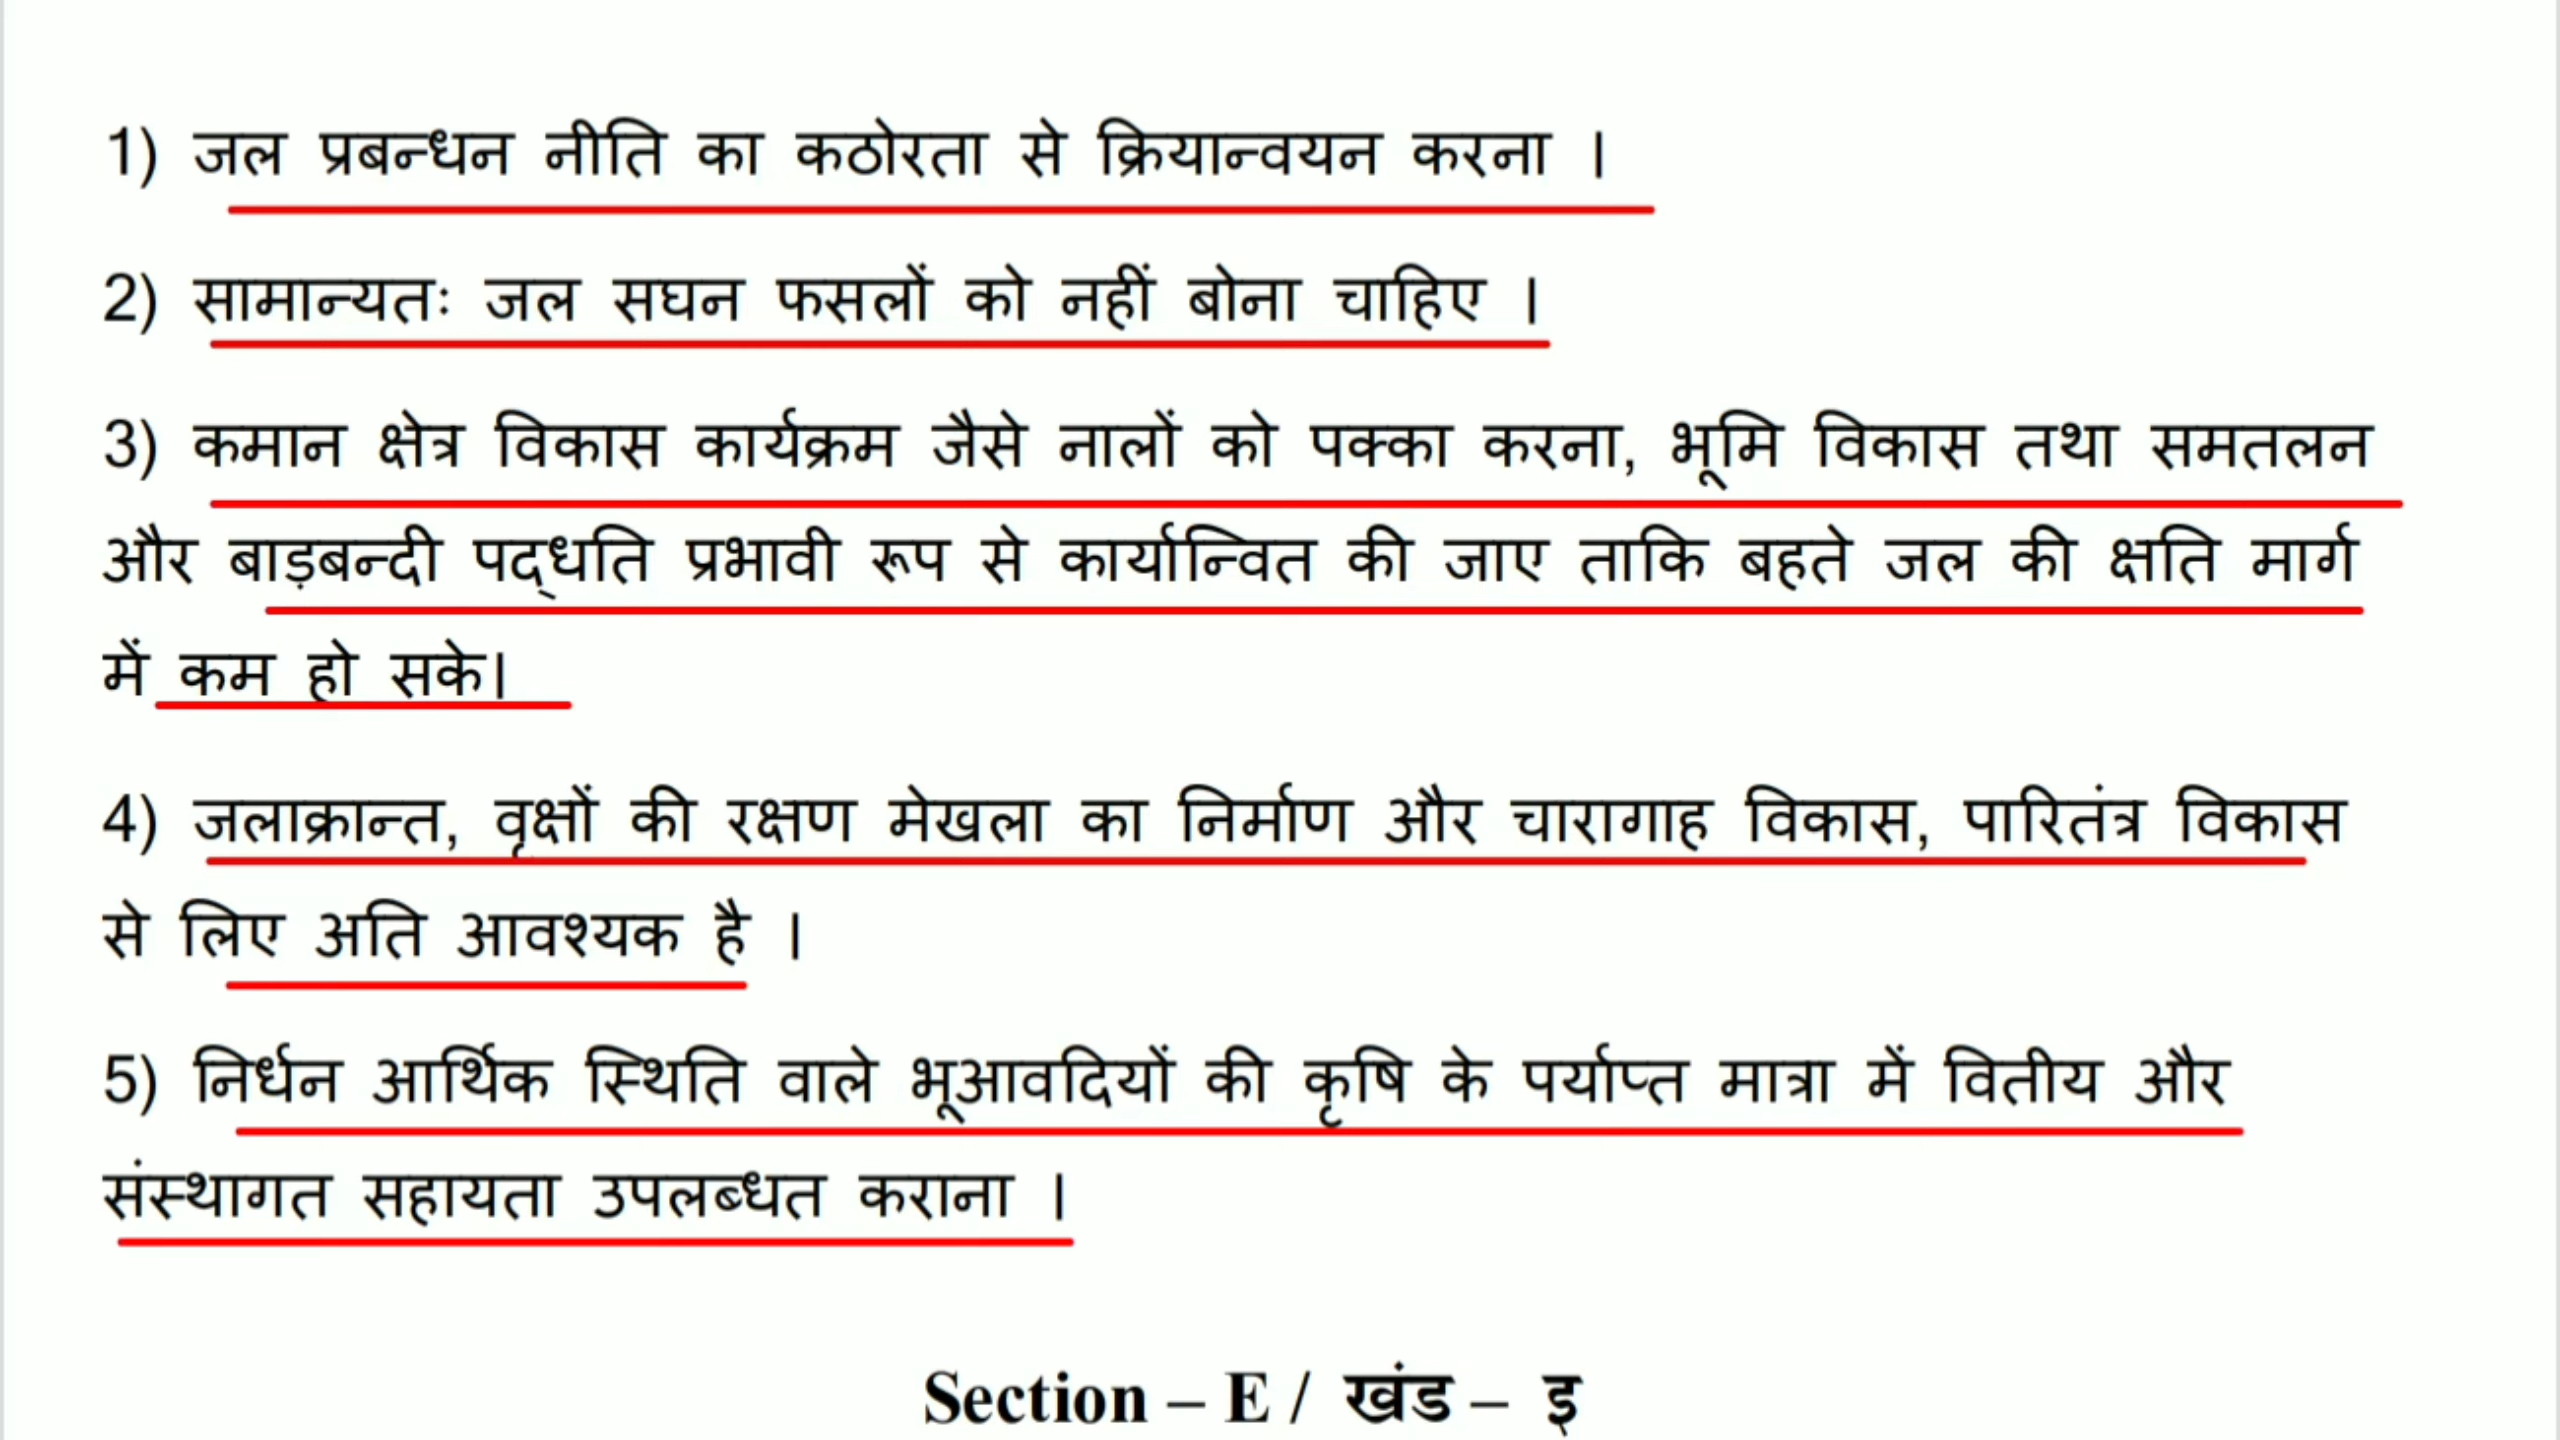 1) जल प्रबन्धन नीति का कठोरता से क्रियान्वयन करना ।
2) सामान्यतः जल सघन फसलों को नहीं बोना चाहिए ।
3) कमान क्षेत्र विकास कार्यक्रम जैसे नालों को पक्का करना, भूमि विकास तथा समतलन
और बाड़बन्दी पद्धति प्रभावी रूप से कार्यान्वित की जाए ताकि बहते जल की क्षति मार्ग
में कम हो सके।
4) जलाक्रान्त, वृक्षों की रक्षण मेखला का निर्माण और चारागाह विकास, पारितंत्र विकास
से लिए अति आवश्यक है ।
5) निर्धन आर्थिक स्थिति वाले भूआवदियों की कृषि के पर्याप्त मात्रा में वितीय और
संस्थागत सहायता उपलब्धत कराना ।
Section – E / खंड – इ